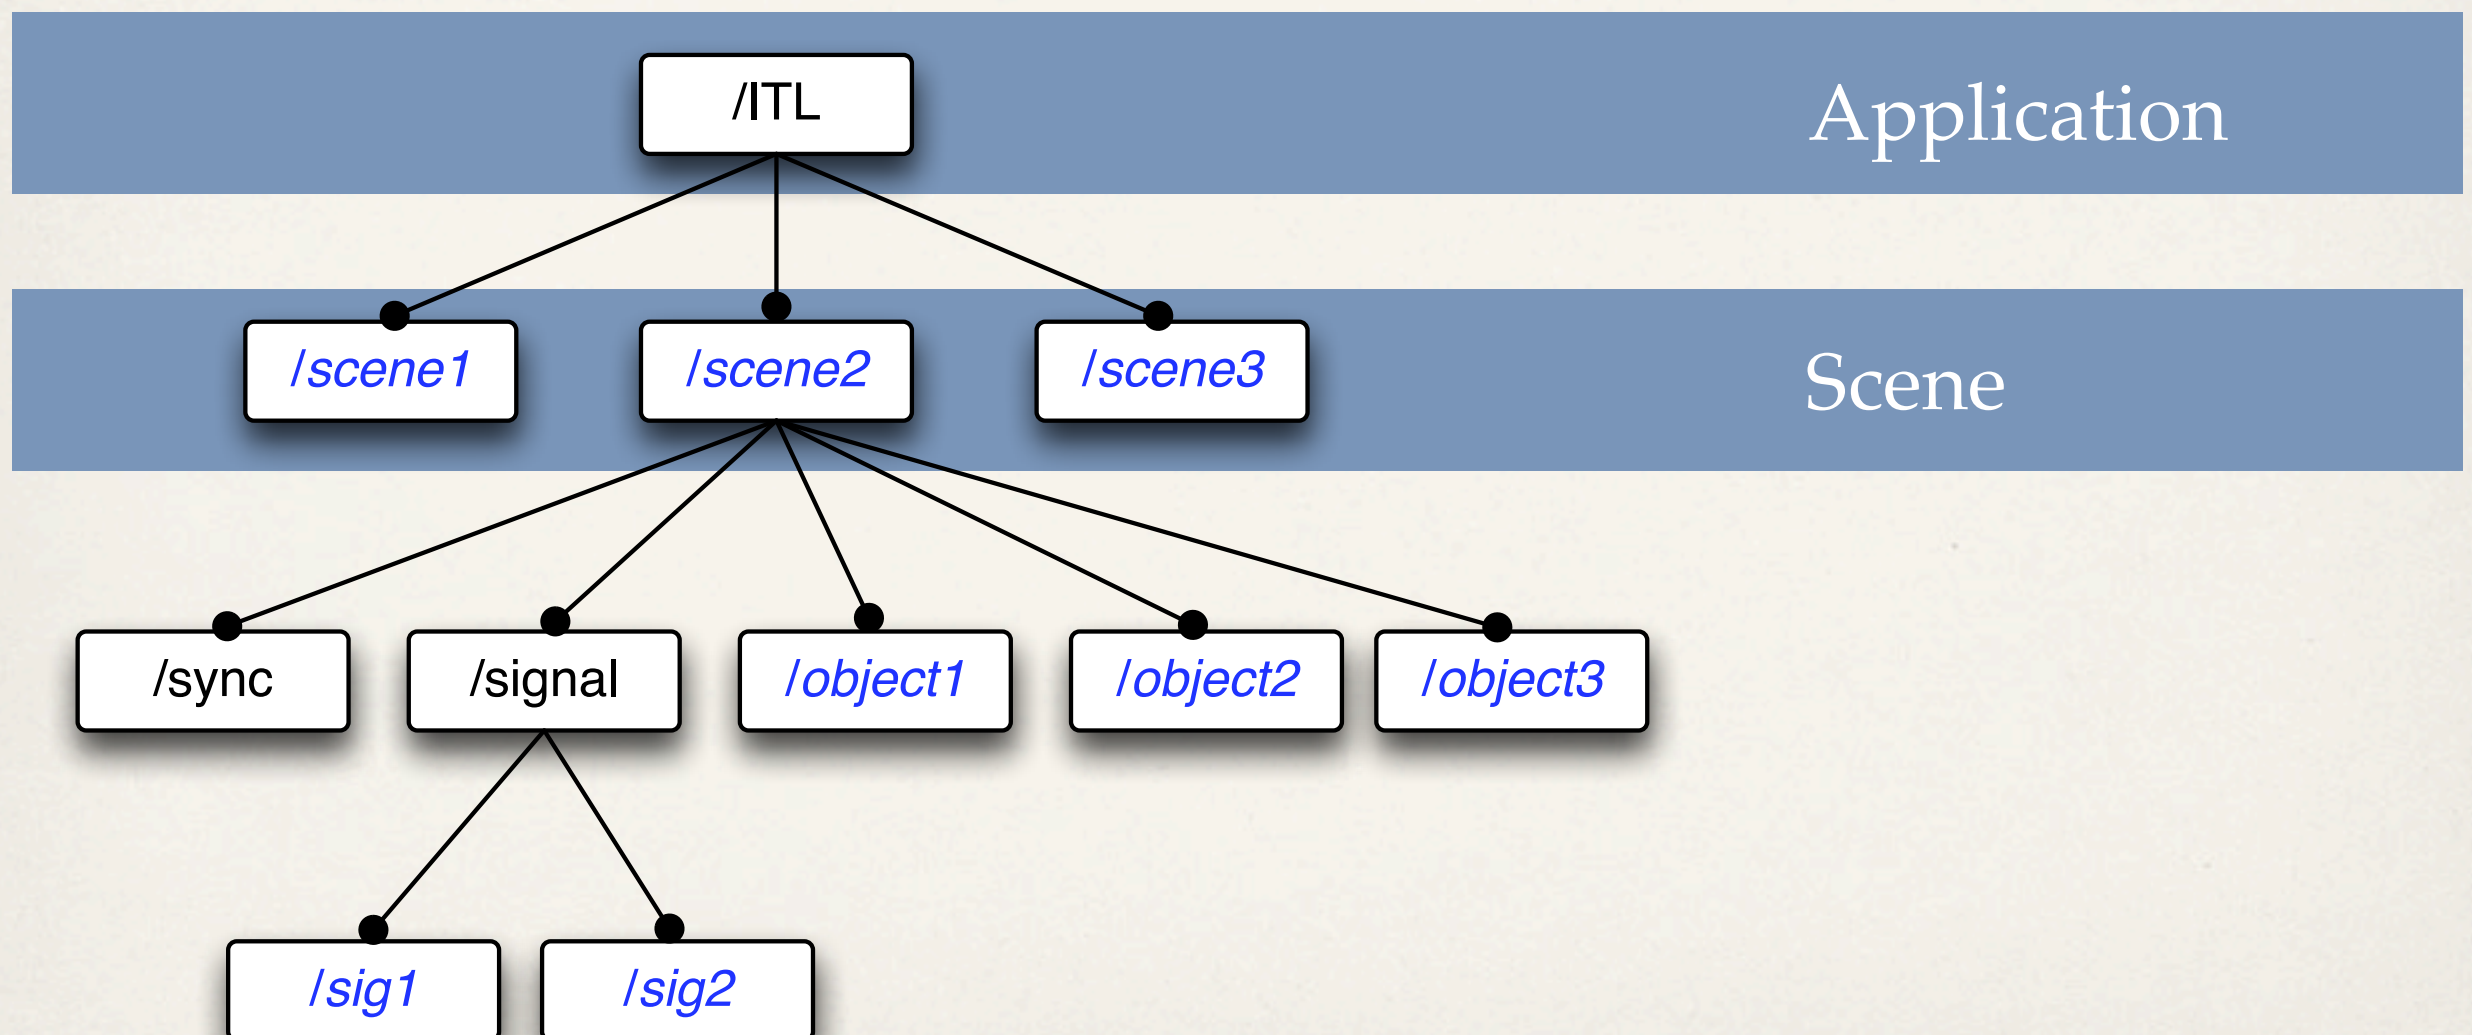 /ITL
Application
/scene1
/scene2
/scene3
Scene
/sync
/signal
/object1
/object2
/object3
/sig1
/sig2